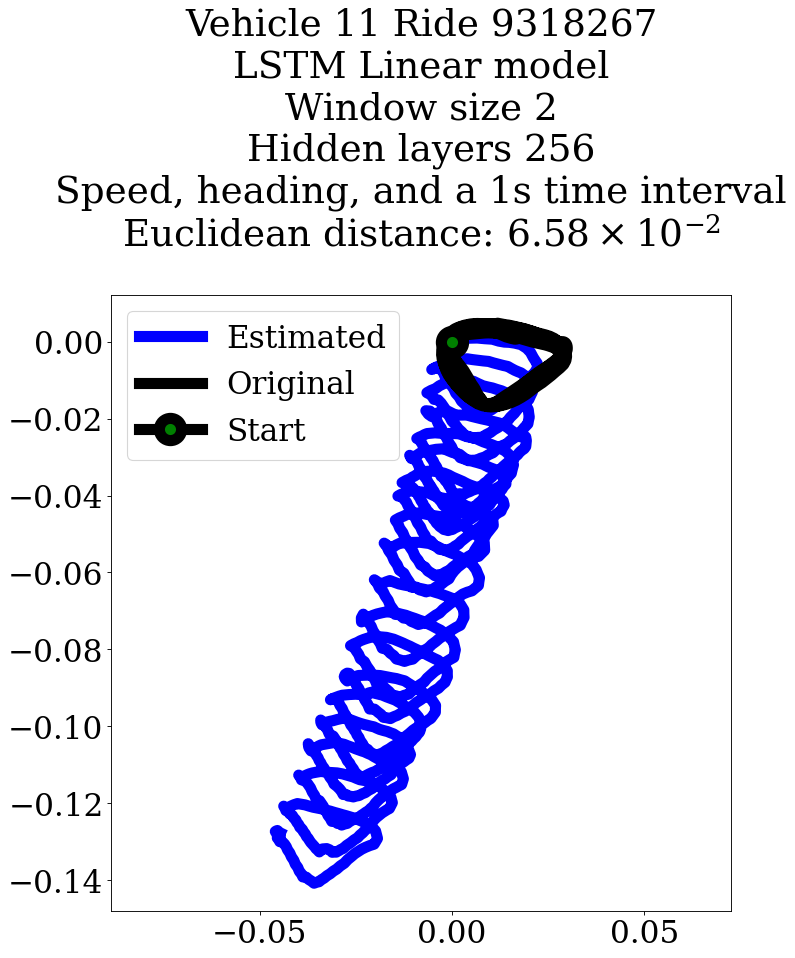 Vehicle 11 Ride 9318267
LSTM Linear model
Window size 2
Hidden layers 256
Speed, heading, and a 1s time interval
Euclidean distance: 6.58 × 10⁻²
Estimated
Original
Start
0.00
−0.02
−0.04
−0.06
−0.08
−0.10
−0.12
−0.14
−0.05 0.00 0.05